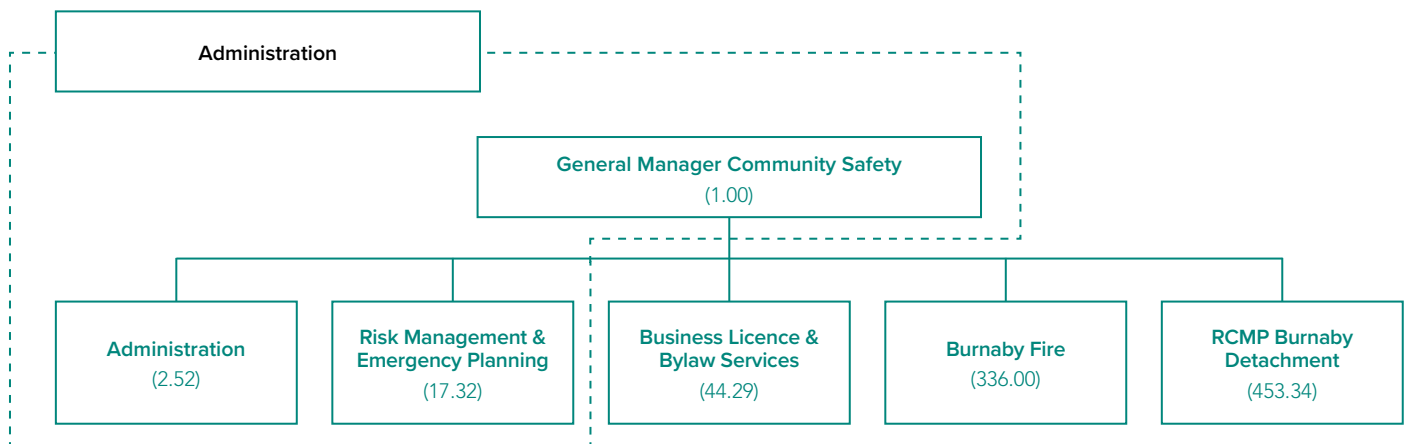 Administration
General Manager Community Safety
(1.00)
Administration
(2.52)
Risk Management &
Emergency Planning
(17.32)
Business Licence &
Bylaw Services
(44.29)
Burnaby Fire
(336.00)
RCMP Burnaby
Detachment
(453.34)